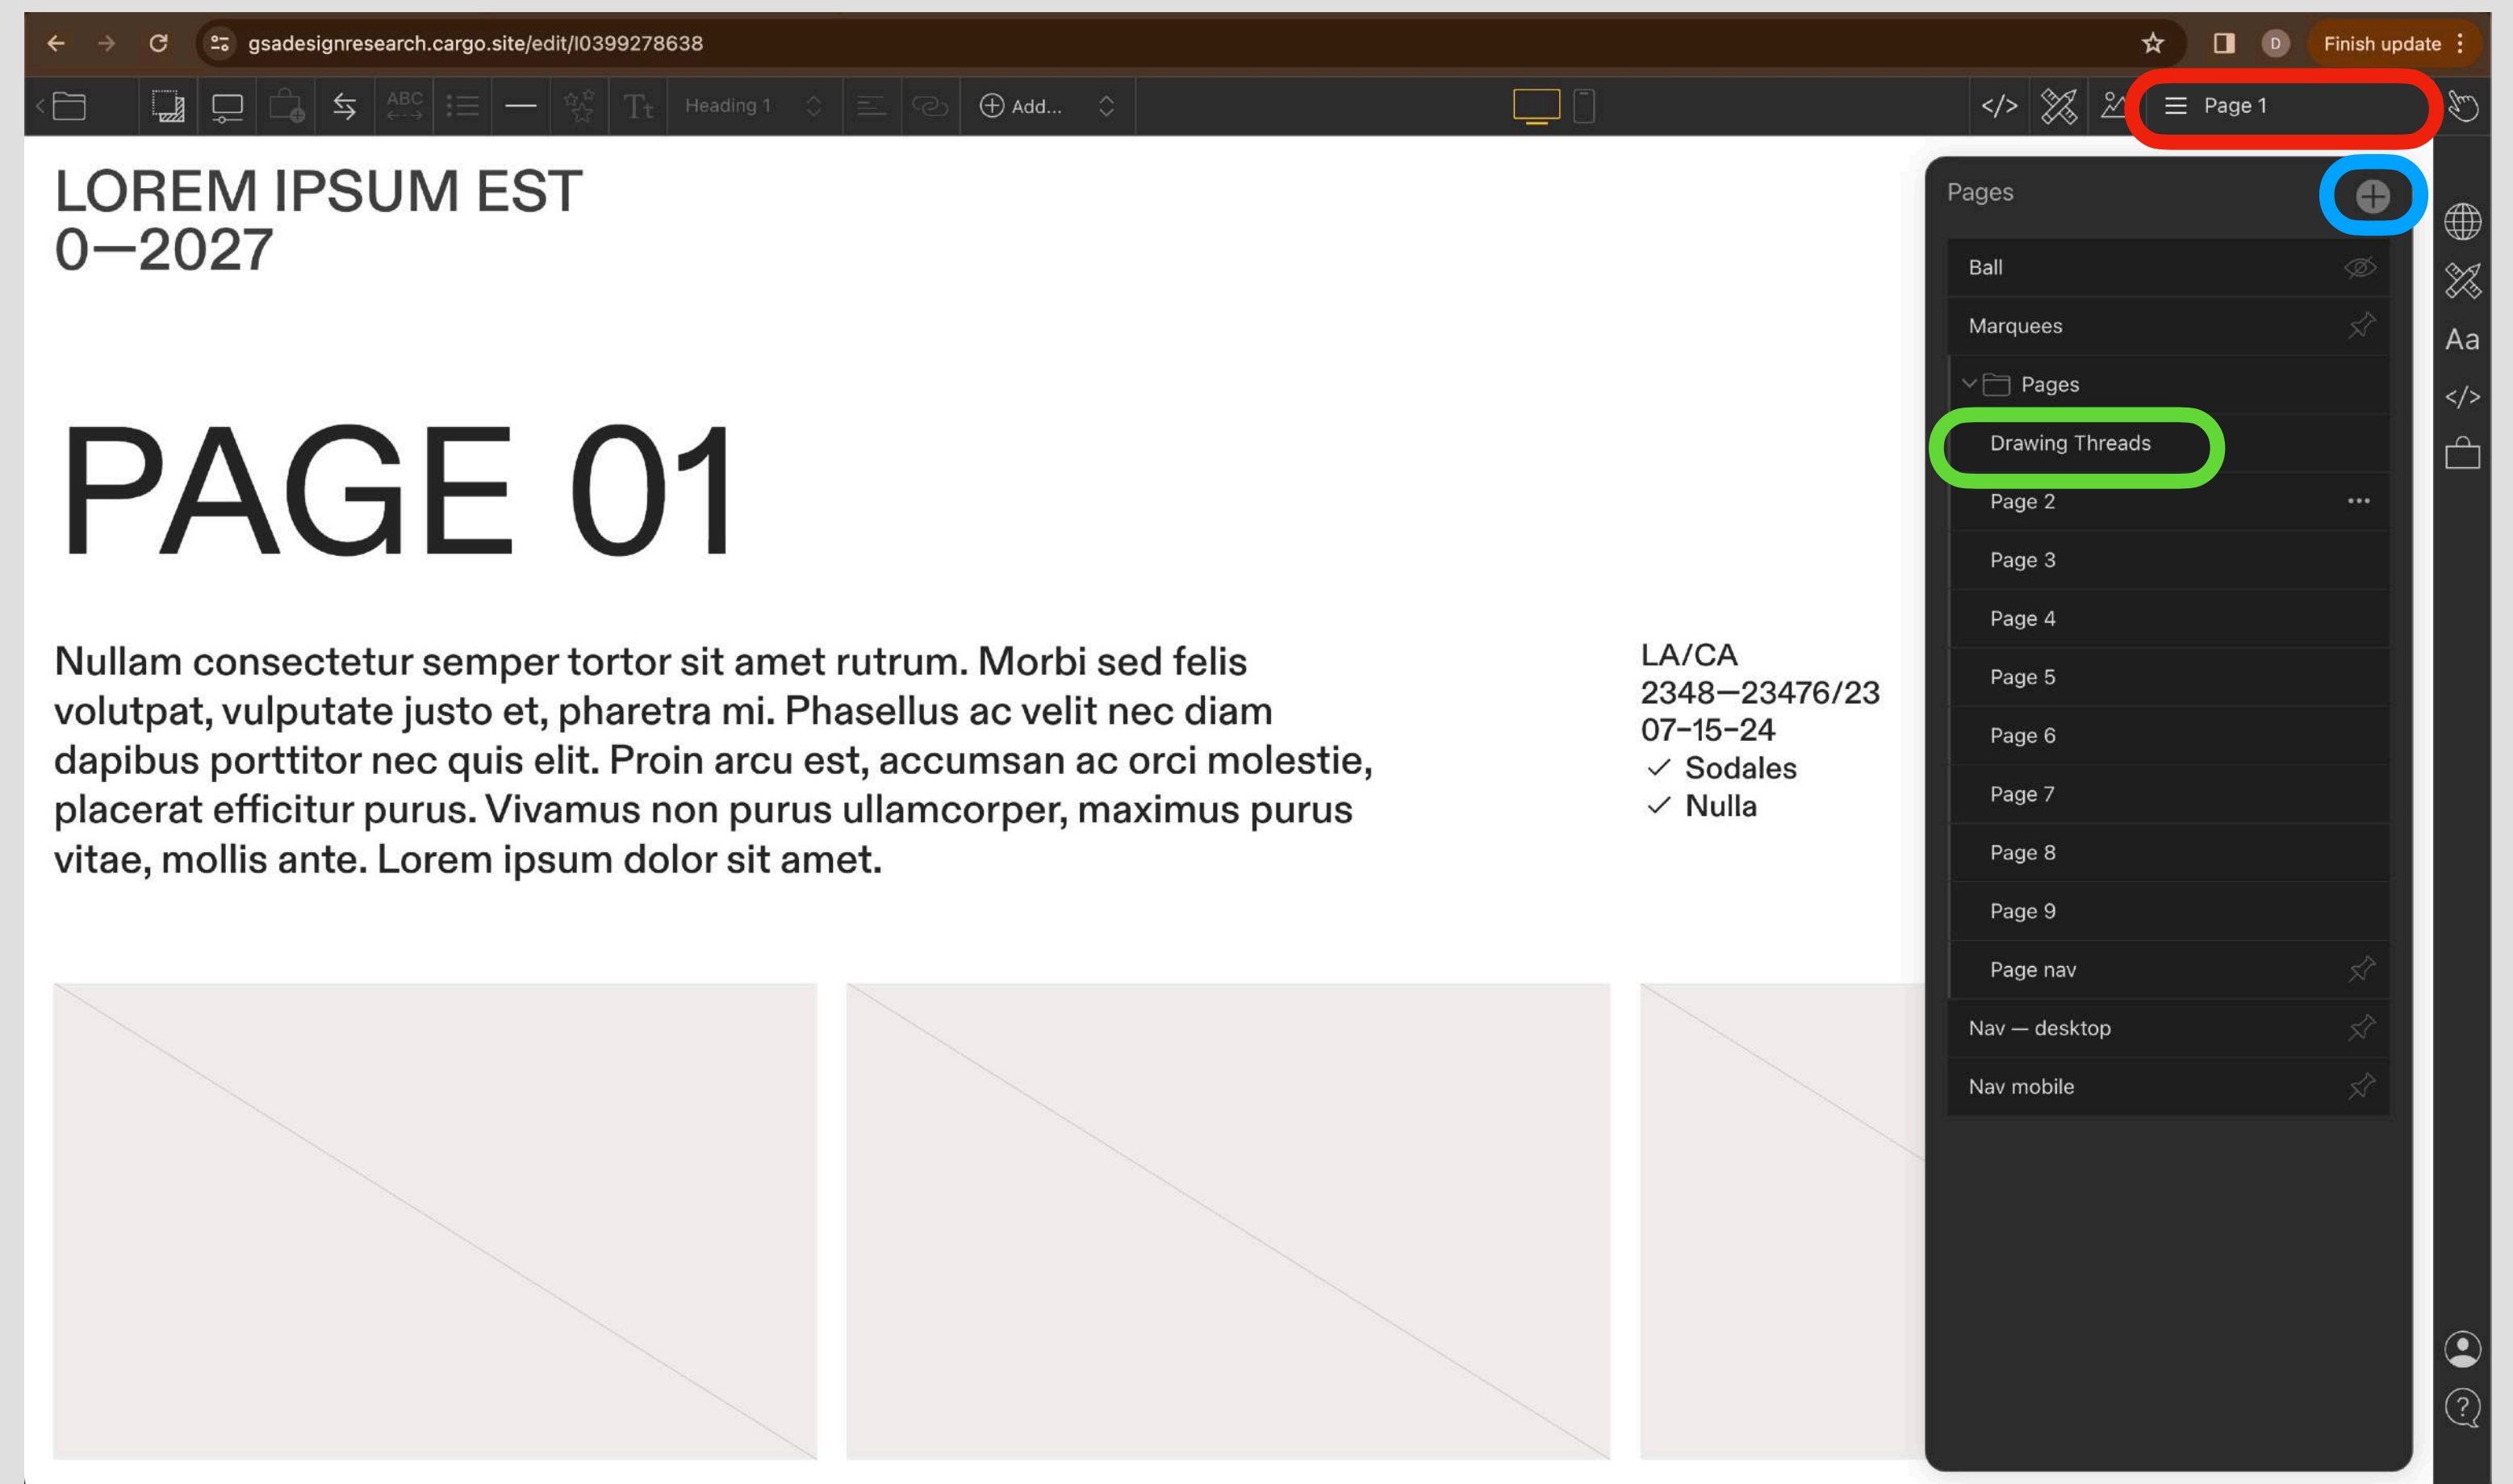 gsadesignresearch.cargo.site/edit/I0399278638
D
Finish update
ABC
Tt
Heading 1
Add...
</>
Page 1
LOREM IPSUM EST
0—2027
PAGE 01
Nullam consectetur semper tortor sit amet rutrum. Morbi sed felis
volutpat, vulputate justo et, pharetra mi. Phasellus ac velit nec diam
dapibus porttitor nec quis elit. Proin arcu est, accumsan ac orci molestie,
placerat efficitur purus. Vivamus non purus ullamcorper, maximus purus
vitae, mollis ante. Lorem ipsum dolor sit amet.
LA/CA
2348—23476/23
07-15-24
✓ Sodales
✓ Nulla
Pages
Ball
Marquees
Pages
Drawing Threads
Page 2
Page 3
Page 4
Page 5
Page 6
Page 7
Page 8
Page 9
Page nav
Nav — desktop
Nav mobile
Aa
</>
?